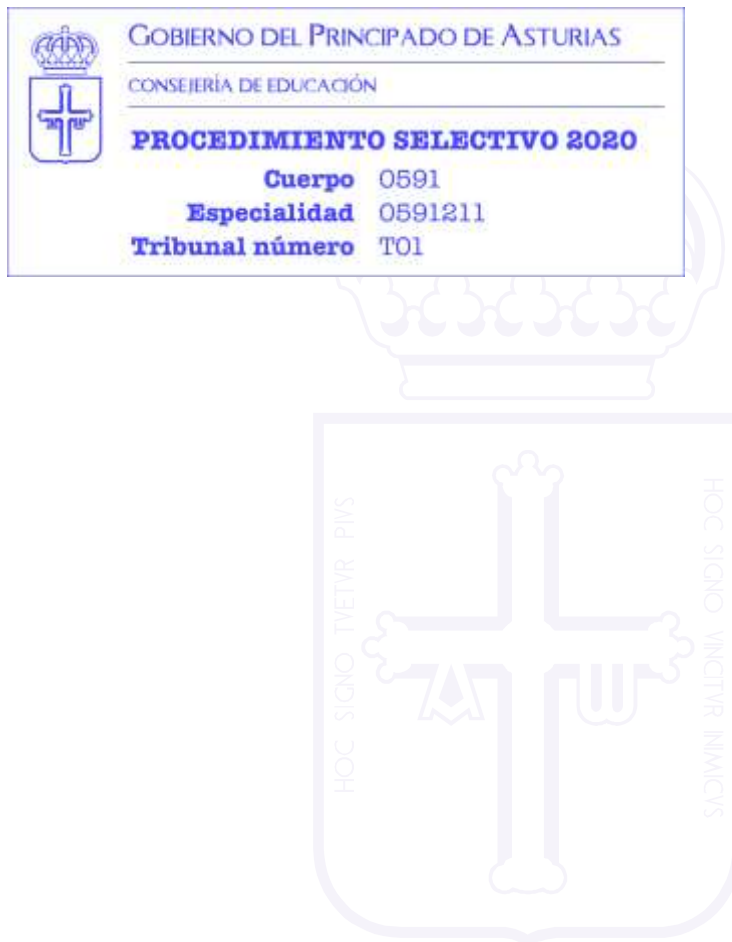 GOBIERNO DEL PRINCIPADO DE ASTURIAS
CONSEJERÍA DE EDUCACIÓN
PROCEDIMIENTO SELECTIVO 2020
Cuerpo 0591
Especialidad 0591211
Tribunal número T01
HOC SIGNO TVETVR PIVS
HOC SIGNO VINCITVR INIMICVS